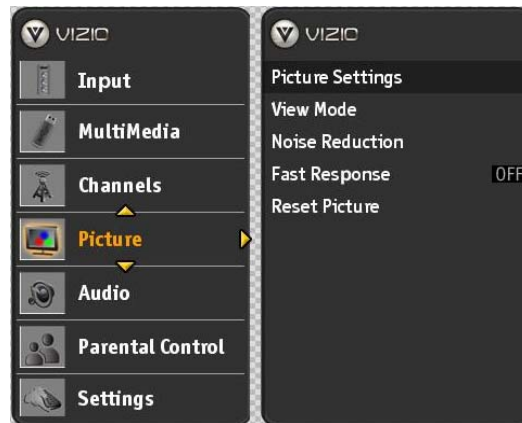 VIZIO
Input
MultiMedia
Channels
Picture
Audio
Parental Control
Settings
VIZIO
Picture Settings
View Mode
Noise Reduction
Fast Response OFF
Reset Picture